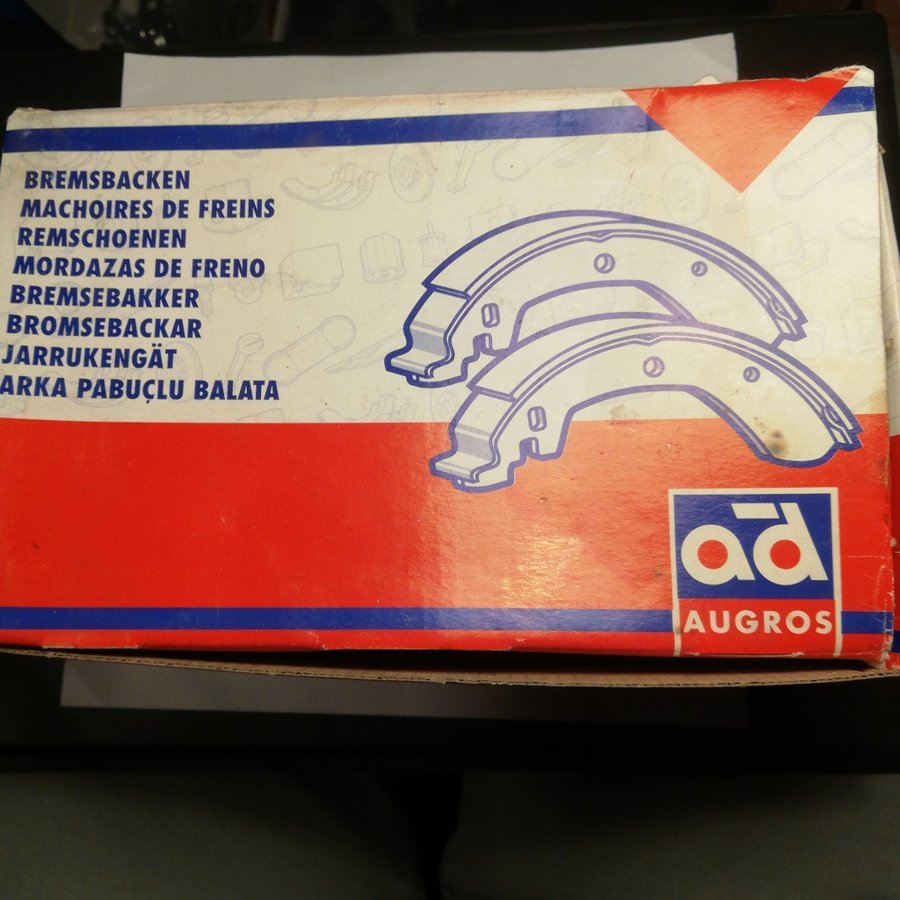 BREMSBACKEN
MACHOIRES DE FREINS
REMSCHOENEN
MORDAZAS DE FRENO
BREMSEBAKKER
BROMSEBACKAR
JARRUKENGÄT
ARKA PABUÇLU BALATA
ad
AUGROS